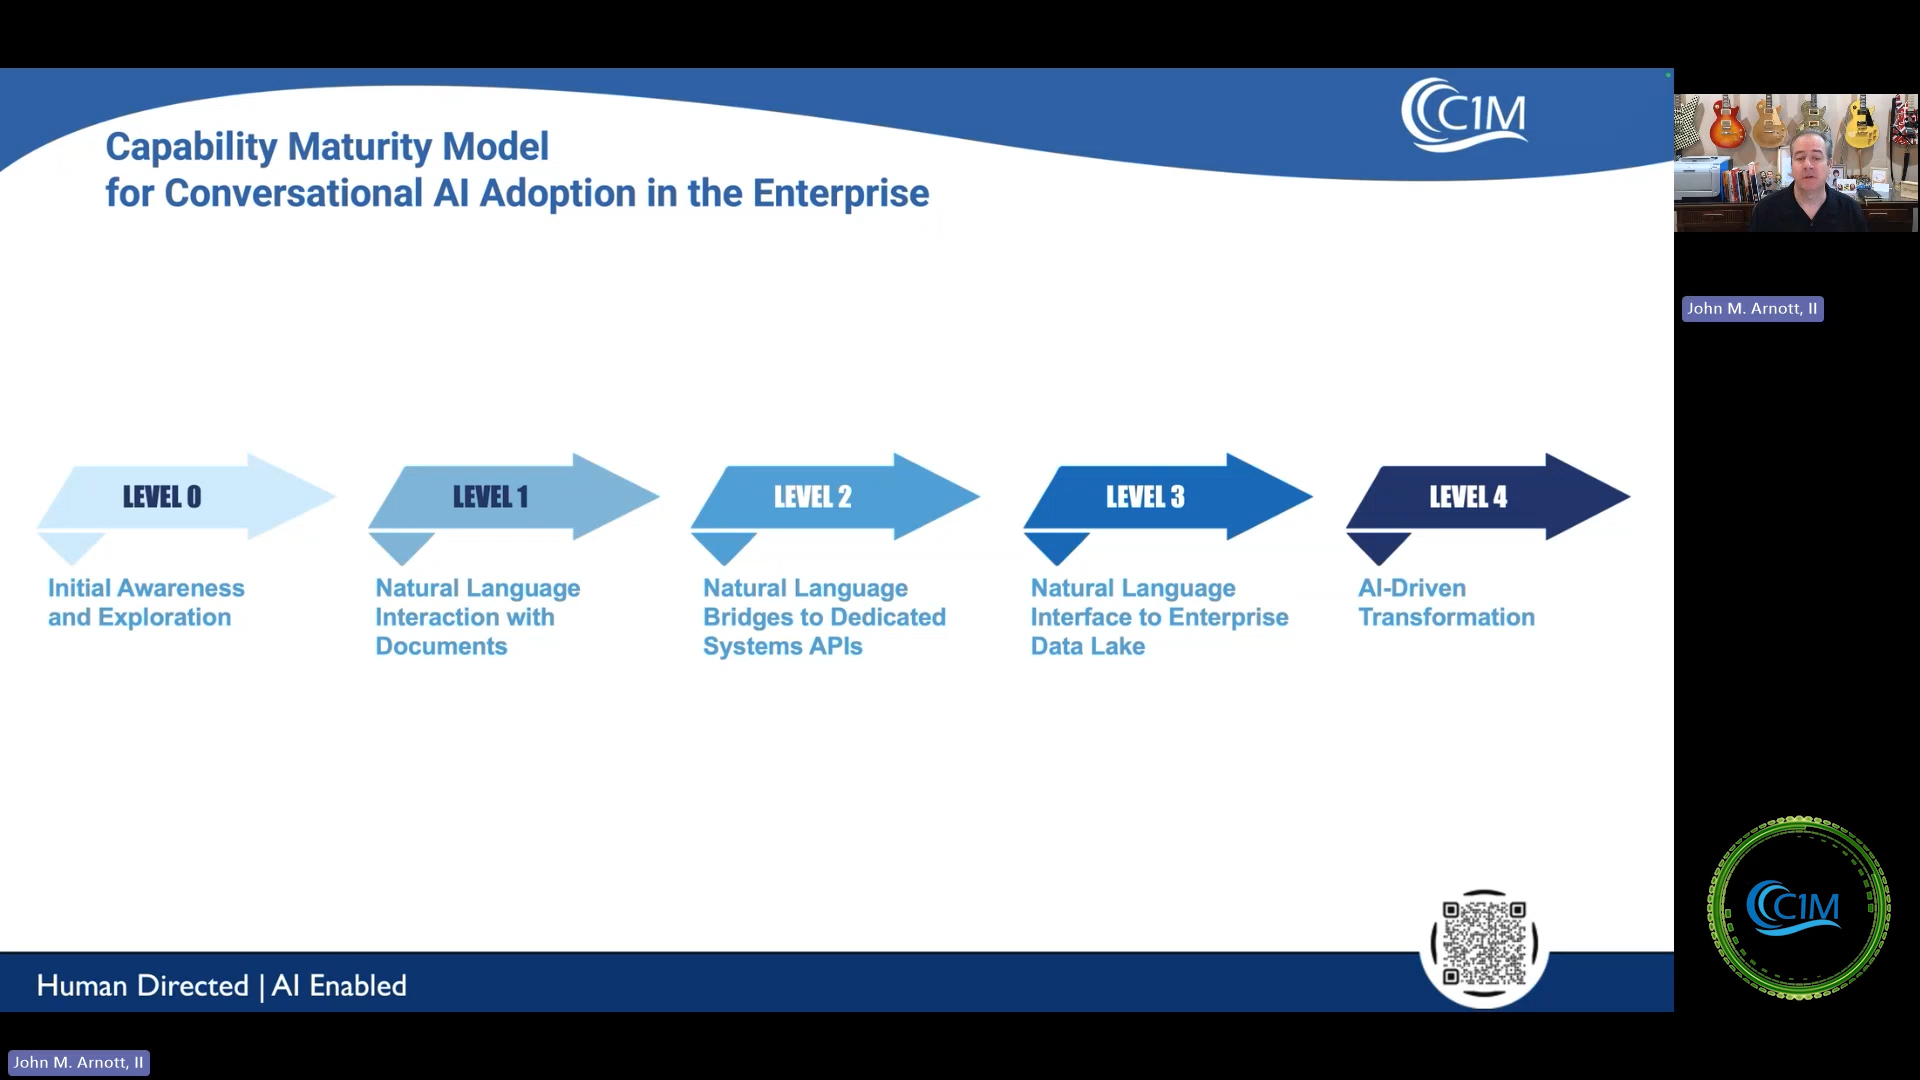 C1M
Capability Maturity Model
for Conversational AI Adoption in the Enterprise
John M. Arnott, II
LEVEL 0
Initial Awareness
and Exploration
LEVEL 1
Natural Language
Interaction with
Documents
LEVEL 2
Natural Language
Bridges to Dedicated
Systems APIs
LEVEL 3
Natural Language
Interface to Enterprise
Data Lake
LEVEL 4
AI-Driven
Transformation
C1M
Human Directed | AI Enabled
John M. Arnott, II